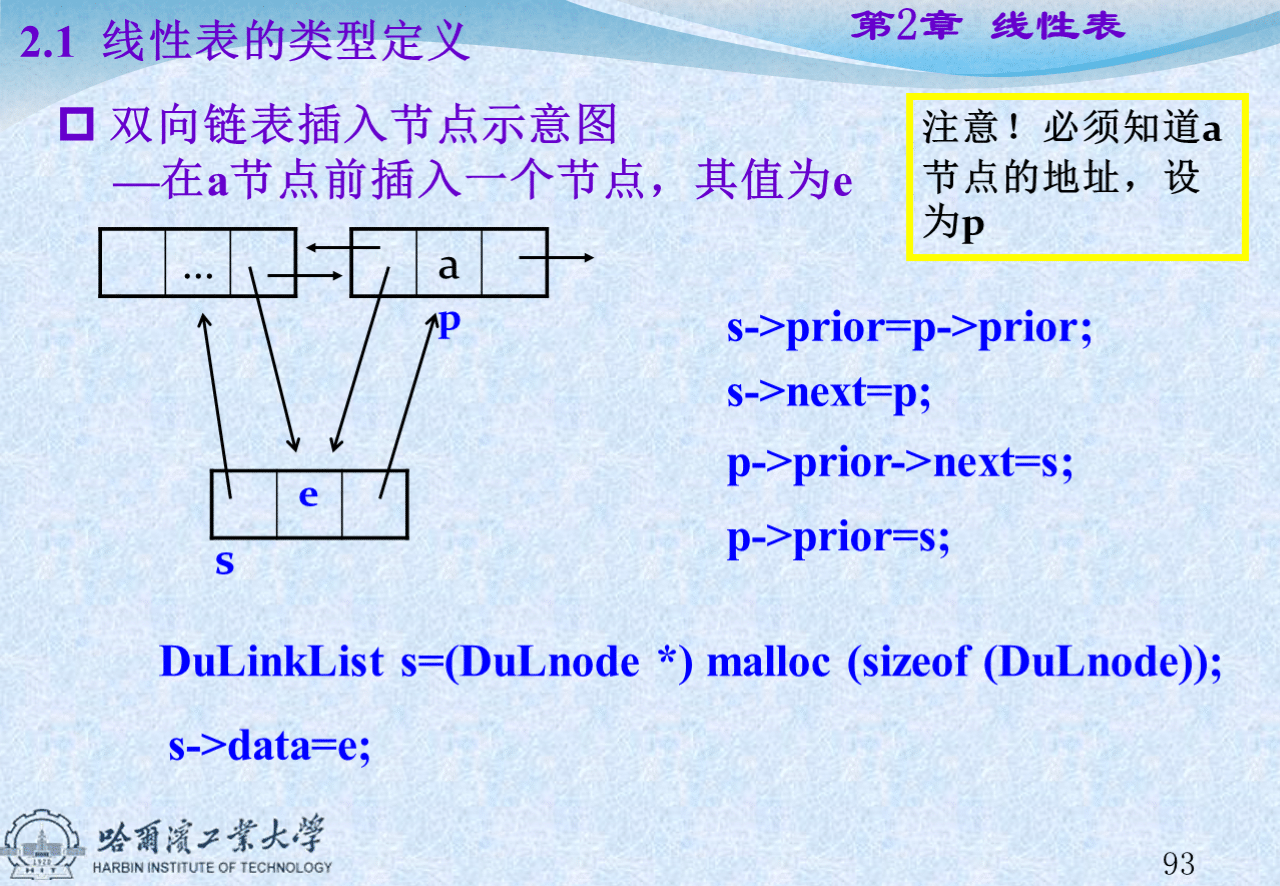 2.1 线性表的类型定义
第2章 线性表
双向链表插入节点示意图
—在a节点前插入一个节点，其值为e
注意！必须知道a
节点的地址，设
为p
... a
p
e
s
s->prior=p->prior;
s->next=p;
p->prior->next=s;
p->prior=s;
DuLinkList s=(DuLnode *) malloc (sizeof (DuLnode));
s->data=e;
哈爾濱工業大學
HARBIN INSTITUTE OF TECHNOLOGY
1920
HIT
93